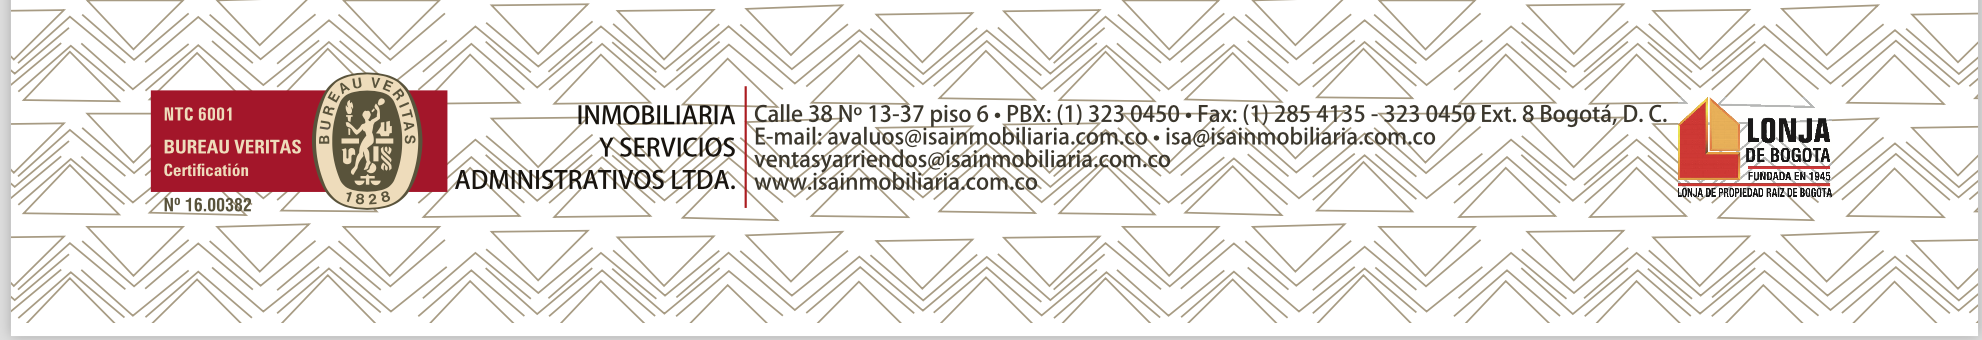 NTC 6001
BUREAU VERITAS
Certificatión
Nº 16.00382
BUREAU VERITAS
1828
INMOBILIARIA
Y SERVICIOS
ADMINISTRATIVOS LTDA.
Calle 38 Nº 13-37 piso 6 • PBX: (1) 323 0450 • Fax: (1) 285 4135 - 323 0450 Ext. 8 Bogotá, D. C.
E-mail: avaluos@isainmobiliaria.com.co • isa@isainmobiliaria.com.co
ventasyarriendos@isainmobiliaria.com.co
www.isainmobiliaria.com.co
LONJA
DE BOGOTA
FUNDADA EN 1945
LONJA DE PROPIEDAD RAIZ DE BOGOTA